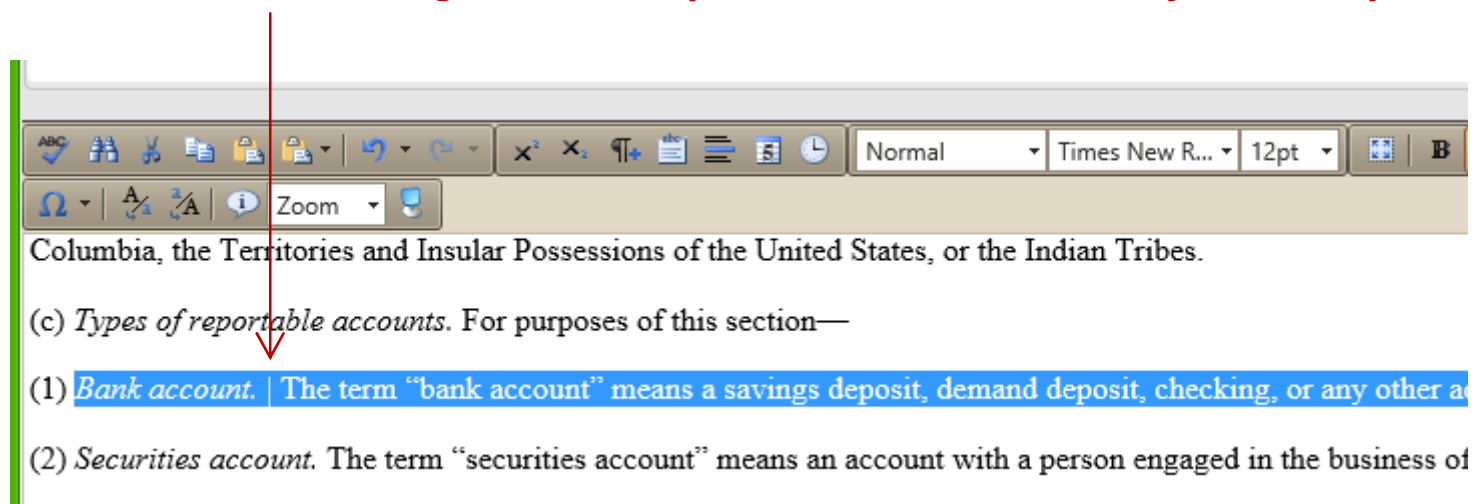 ABC
abc
5
Normal
Times New R...
12pt
B
Zoom
Columbia, the Territories and Insular Possessions of the United States, or the Indian Tribes.
(c) Types of reportable accounts. For purposes of this section—
(1) Bank account. | The term “bank account” means a savings deposit, demand deposit, checking, or any other
(2) Securities account. The term “securities account” means an account with a person engaged in the business of